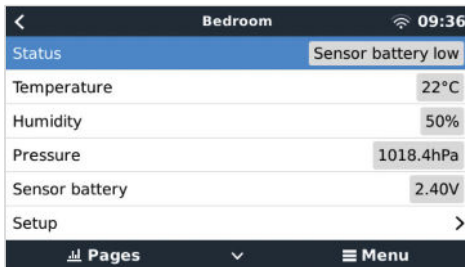 Bedroom 09:36
Status Sensor battery low
Temperature 22°C
Humidity 50%
Pressure 1018.4hPa
Sensor battery 2.40V
Setup
Pages Menu